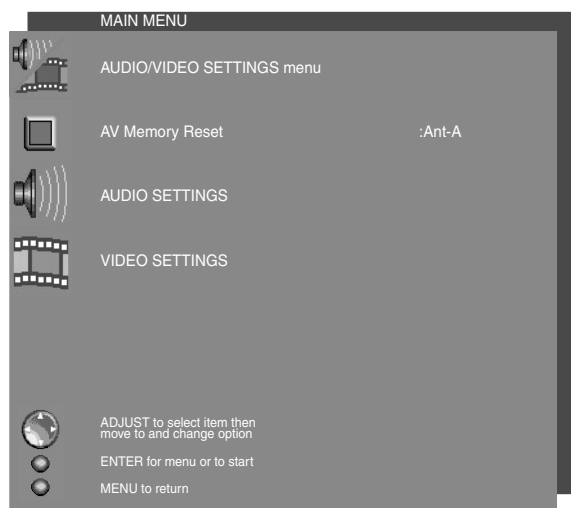 MAIN MENU
AUDIO/VIDEO SETTINGS menu
AV Memory Reset :Ant-A
AUDIO SETTINGS
VIDEO SETTINGS
ADJUST to select item then
move to and change option
ENTER for menu or to start
MENU to return